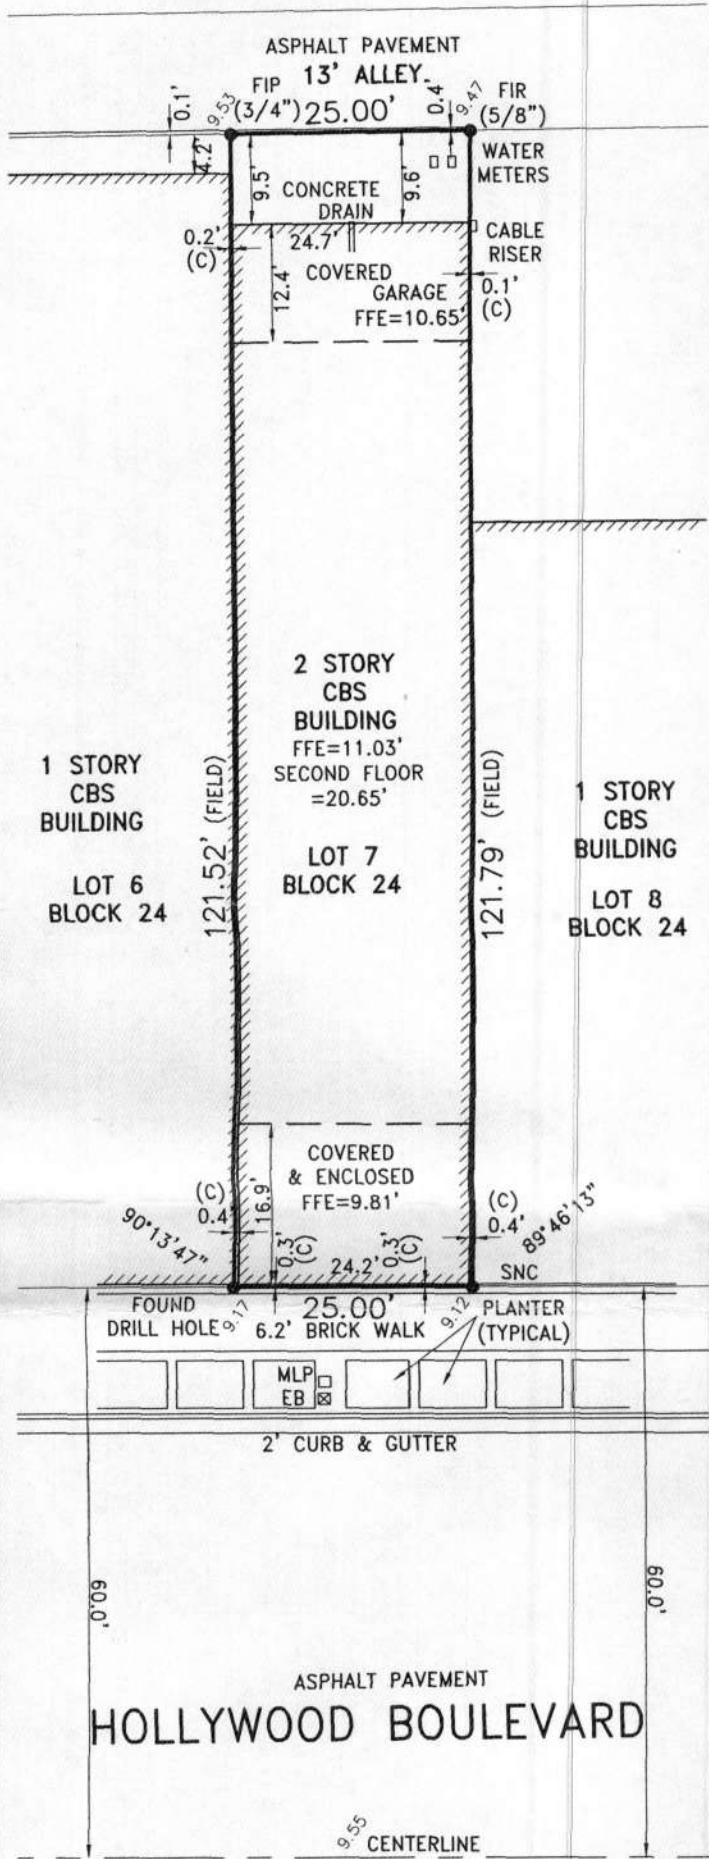 ASPHALT PAVEMENT
13' ALLEY
0.1'
9.53
FIP
(3/4")
25.00'
0.4
9.47
FIR
(5/8")
4.2'
9.5'
9.6'
WATER
METERS
CONCRETE
DRAIN
0.2'
(C)
24.7'
CABLE
RISER
12.4'
COVERED
GARAGE
FFE=10.65'
0.1'
(C)
2 STORY
CBS
BUILDING
FFE=11.03'
SECOND FLOOR
=20.65'
LOT 7
BLOCK 24
1 STORY
CBS
BUILDING
LOT 6
BLOCK 24
121.52' (FIELD)
121.79' (FIELD)
1 STORY
CBS
BUILDING
LOT 8
BLOCK 24
COVERED
& ENCLOSED
FFE=9.81'
16.9'
(C)
0.4'
90°13'47"
0.3'
(C)
24.2'
0.3'
(C)
(C)
0.4'
89°46'13"
SNC
FOUND
DRILL HOLE
9.17
25.00'
9.12
6.2' BRICK WALK
PLANTER
(TYPICAL)
MLP
EB
2' CURB & GUTTER
60.0'
60.0'
ASPHALT PAVEMENT
HOLLYWOOD BOULEVARD
9.55
CENTERLINE